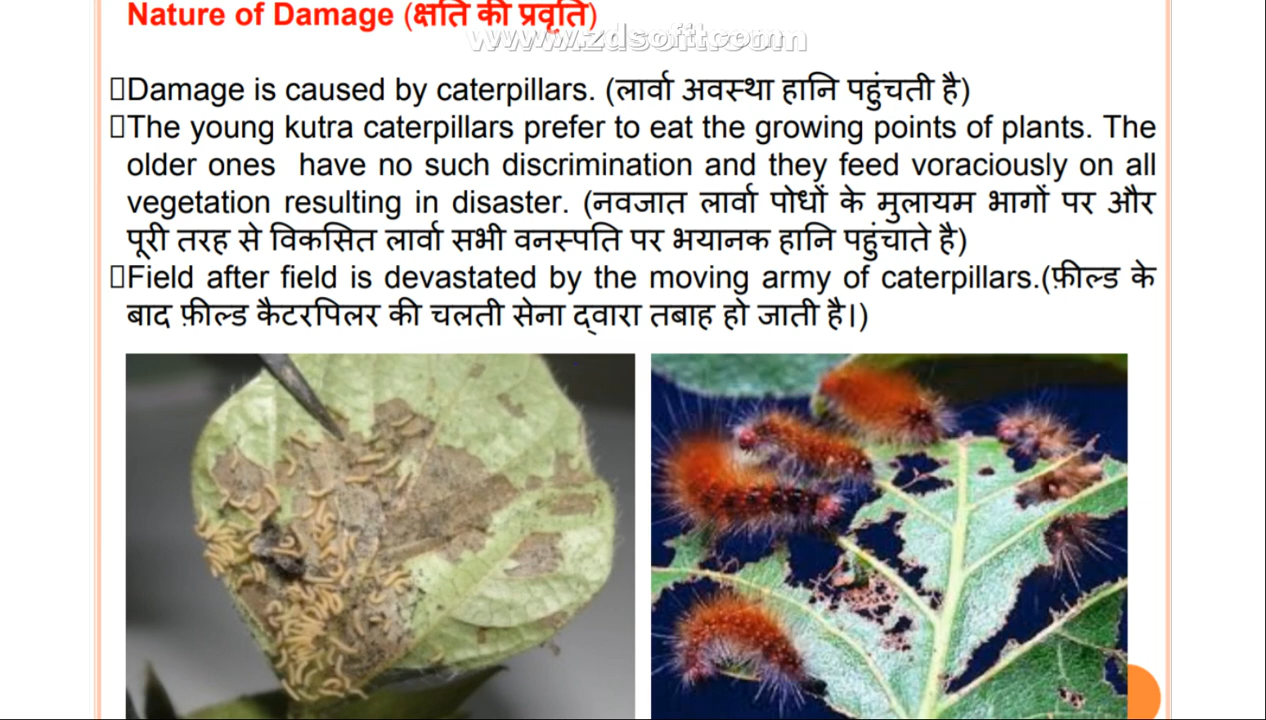 Nature of Damage (क्षति की प्रवृति)
www.zdsoft.com
Damage is caused by caterpillars. (लार्वा अवस्था हानि पहुंचती है)
The young kutra caterpillars prefer to eat the growing points of plants. The
older ones have no such discrimination and they feed voraciously on all
vegetation resulting in disaster. (नवजात लार्वा पोधों के मुलायम भागों पर और
पूरी तरह से विकसित लार्वा सभी वनस्पति पर भयानक हानि पहुंचाते है)
Field after field is devastated by the moving army of caterpillars.(फ़ील्ड के
बाद फ़ील्ड कैटरपिलर की चलती सेना द्वारा तबाह हो जाती है।)